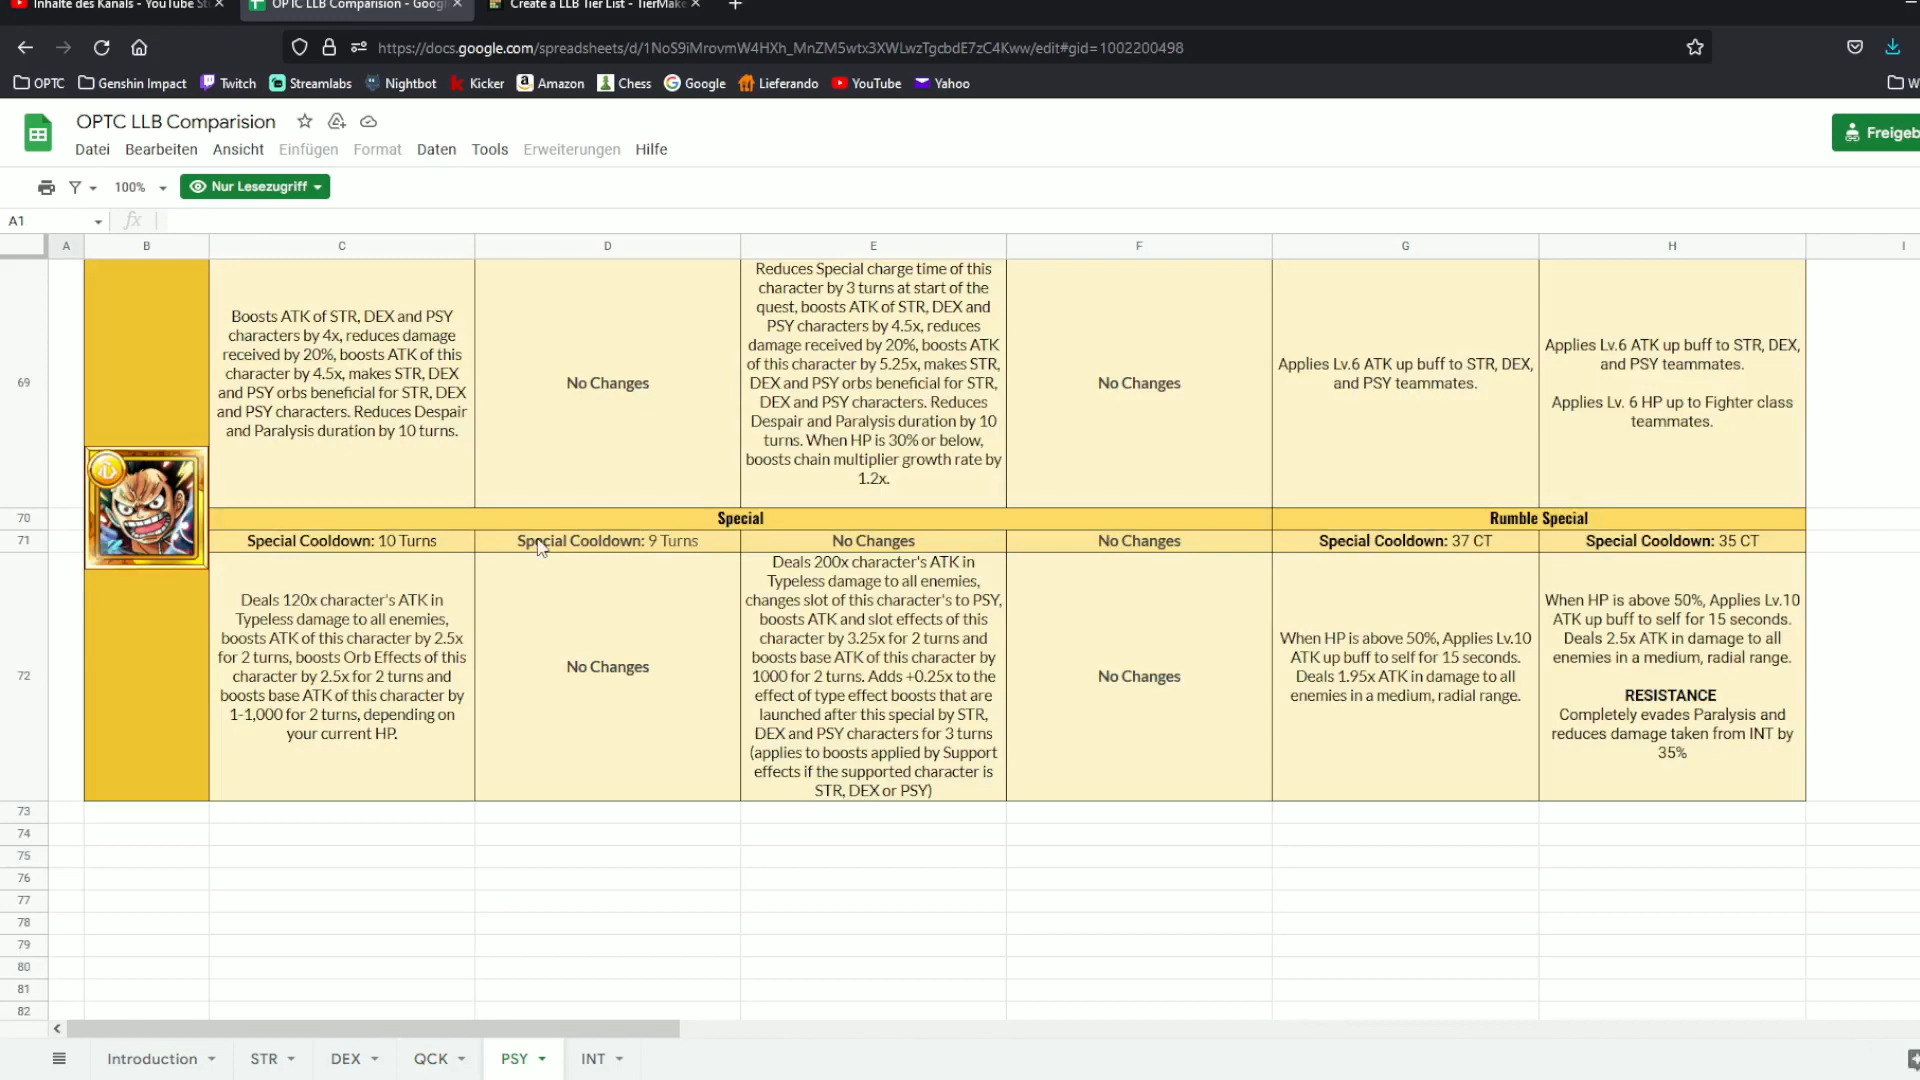 Inhalte des Kanals - YouTube St
OPTC LLB Comparision - Googl
Create a LLB Tier List - TierMake
https://docs.google.com/spreadsheets/d/1NoS9iMrovmW4HXh_MnZM5wtx3XWLwzTgcbdE7zC4Kww/edit#gid=1002200498
OPTC
Genshin Impact
Twitch
Streamlabs
Nightbot
Kicker
Amazon
Chess
Google
Lieferando
YouTube
Yahoo
W
OPTC LLB Comparision
Datei Bearbeiten Ansicht Einfügen Format Daten Tools Erweiterungen Hilfe
Freigeb
100%
Nur Lesezugriff
A1
fx
A B C D E F G H I
69
Boosts ATK of STR, DEX and PSY
characters by 4x, reduces damage
received by 20%, boosts ATK of this
character by 4.5x, makes STR, DEX
and PSY orbs beneficial for STR, DEX
and PSY characters. Reduces Despair
and Paralysis duration by 10 turns.
No Changes
Reduces Special charge time of this
character by 3 turns at start of the
quest, boosts ATK of STR, DEX and
PSY characters by 4.5x, reduces
damage received by 20%, boosts ATK
of this character by 5.25x, makes STR,
DEX and PSY orbs beneficial for STR,
DEX and PSY characters. Reduces
Despair and Paralysis duration by 10
turns. When HP is 30% or below,
boosts chain multiplier growth rate by
1.2x.
No Changes
Applies Lv.6 ATK up buff to STR, DEX,
and PSY teammates.
Applies Lv.6 ATK up buff to STR, DEX,
and PSY teammates.
Applies Lv. 6 HP up to Fighter class
teammates.
70
Special
Rumble Special
71
Special Cooldown: 10 Turns
Special Cooldown: 9 Turns
No Changes
No Changes
Special Cooldown: 37 CT
Special Cooldown: 35 CT
72
Deals 120x character's ATK in
Typeless damage to all enemies,
boosts ATK of this character by 2.5x
for 2 turns, boosts Orb Effects of this
character by 2.5x for 2 turns and
boosts base ATK of this character by
1-1,000 for 2 turns, depending on
your current HP.
No Changes
Deals 200x character's ATK in
Typeless damage to all enemies,
changes slot of this character's to PSY,
boosts ATK and slot effects of this
character by 3.25x for 2 turns and
boosts base ATK of this character by
1000 for 2 turns. Adds +0.25x to the
effect of type effect boosts that are
launched after this special by STR,
DEX and PSY characters for 3 turns
(applies to boosts applied by Support
effects if the supported character is
STR, DEX or PSY)
No Changes
When HP is above 50%, Applies Lv.10
ATK up buff to self for 15 seconds.
Deals 1.95x ATK in damage to all
enemies in a medium, radial range.
When HP is above 50%, Applies Lv.10
ATK up buff to self for 15 seconds.
Deals 2.5x ATK in damage to all
enemies in a medium, radial range.
RESISTANCE
Completely evades Paralysis and
reduces damage taken from INT by
35%
73
74
75
76
77
78
79
80
81
82
Introduction STR DEX QCK PSY INT